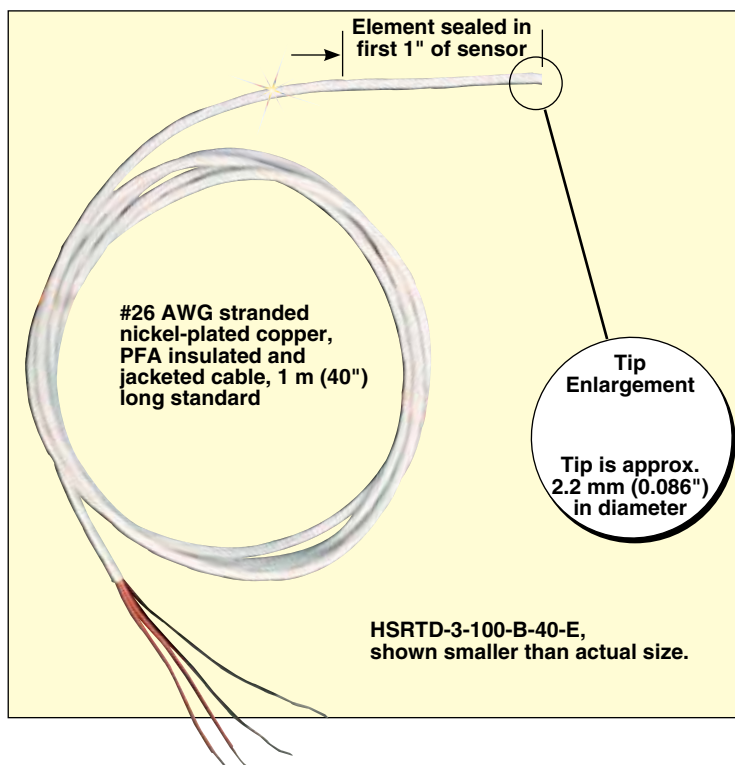 Element sealed in
first 1" of sensor
#26 AWG stranded
nickel-plated copper,
PFA insulated and
jacketed cable, 1 m (40")
long standard
Tip
Enlargement
Tip is approx.
2.2 mm (0.086")
in diameter
HSRTD-3-100-B-40-E,
shown smaller than actual size.